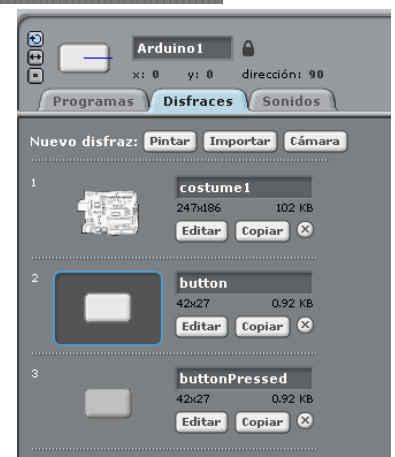 Arduino1
x: 0 y: 0 dirección: 90
Programas Disfraces Sonidos
Nuevo disfraz: Pintar Importar Cámara
1
costume1
247x186 102 KB
Editar Copiar
2
button
42x27 0.92 KB
Editar Copiar
3
buttonPressed
42x27 0.92 KB
Editar Copiar